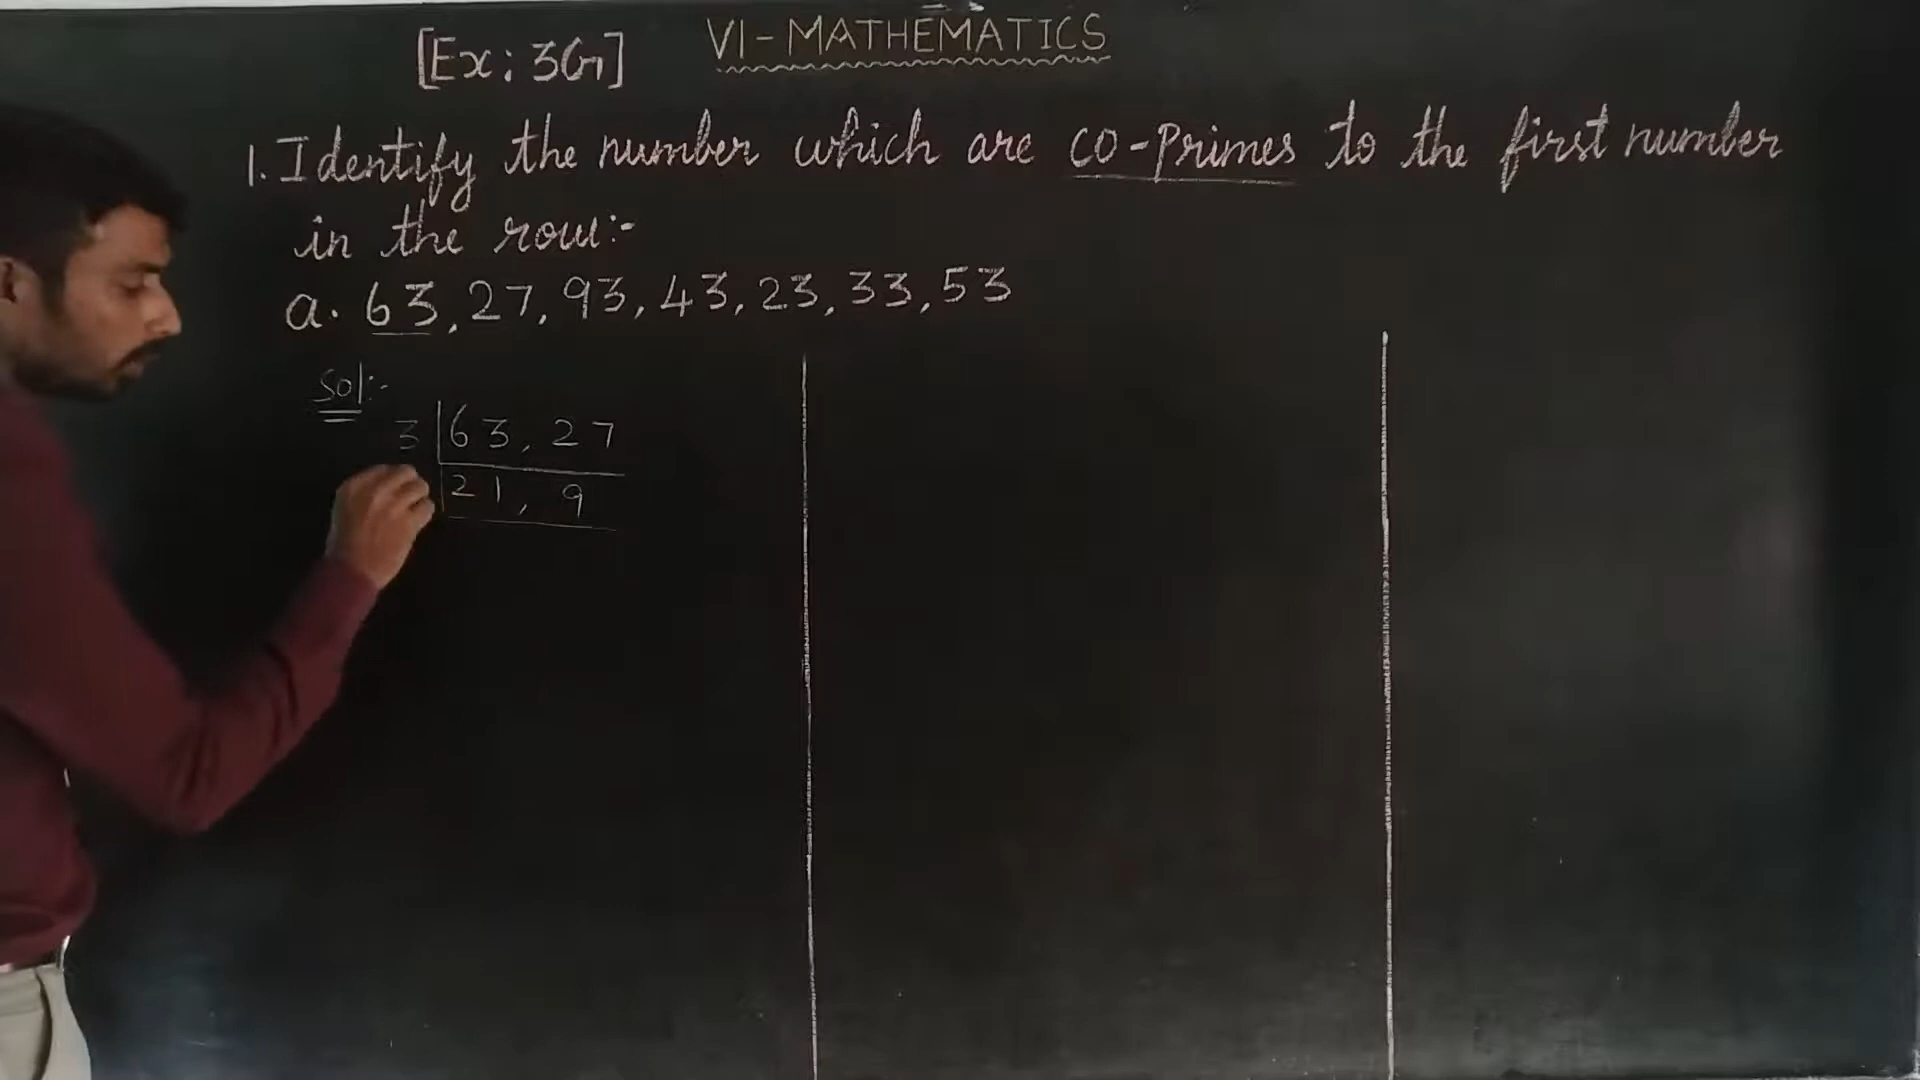 [Ex: 3G]
VI-MATHEMATICS
1. Identify the number which are co-Primes to the first number
in the row:-
a. 63, 27, 93, 43, 23, 33, 53
Sol:-
3 63, 27
21, 9